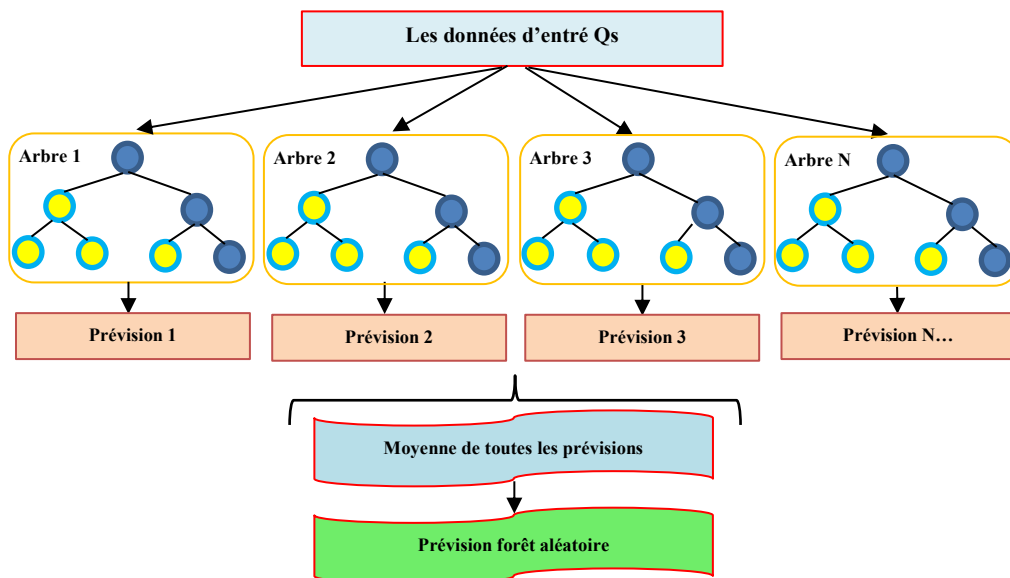 Les données d’entré Qs
Arbre 1
Arbre 2
Arbre 3
Arbre N
Prévision 1
Prévision 2
Prévision 3
Prévision N…
Moyenne de toutes les prévisions
Prévision forêt aléatoire